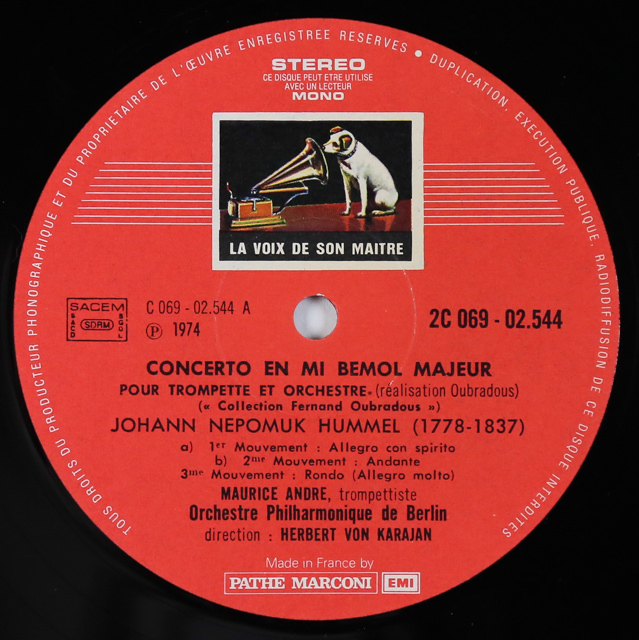 TOUS DROITS DU PRODUCTEUR PHONOGRAPHIQUE ET DU PROPRIETAIRE DE L'ŒUVRE ENREGISTREE RESERVES • DUPLICATION, EXECUTION PUBLIQUE, RADIODIFFUSION DE CE DISQUE INTERDITES
STEREO
CE DISQUE PEUT ETRE UTILISE
AVEC UN LECTEUR
MONO
LA VOIX DE SON MAITRE
SACEM
SACD SDRM SGDL
C 069 - 02.544 A
Ⓟ 1974
2C 069 - 02.544
CONCERTO EN MI BEMOL MAJEUR
POUR TROMPETTE ET ORCHESTRE. (réalisation Oubradous)
(« Collection Fernand Oubradous »)
JOHANN NEPOMUK HUMMEL (1778-1837)
a) 1er Mouvement : Allegro con spirito
b) 2me Mouvement : Andante
3me Mouvement : Rondo (Allegro molto)
MAURICE ANDRE, trompettiste
Orchestre Philharmonique de Berlin
direction : HERBERT VON KARAJAN
Made in France by
PATHE MARCONI EMI